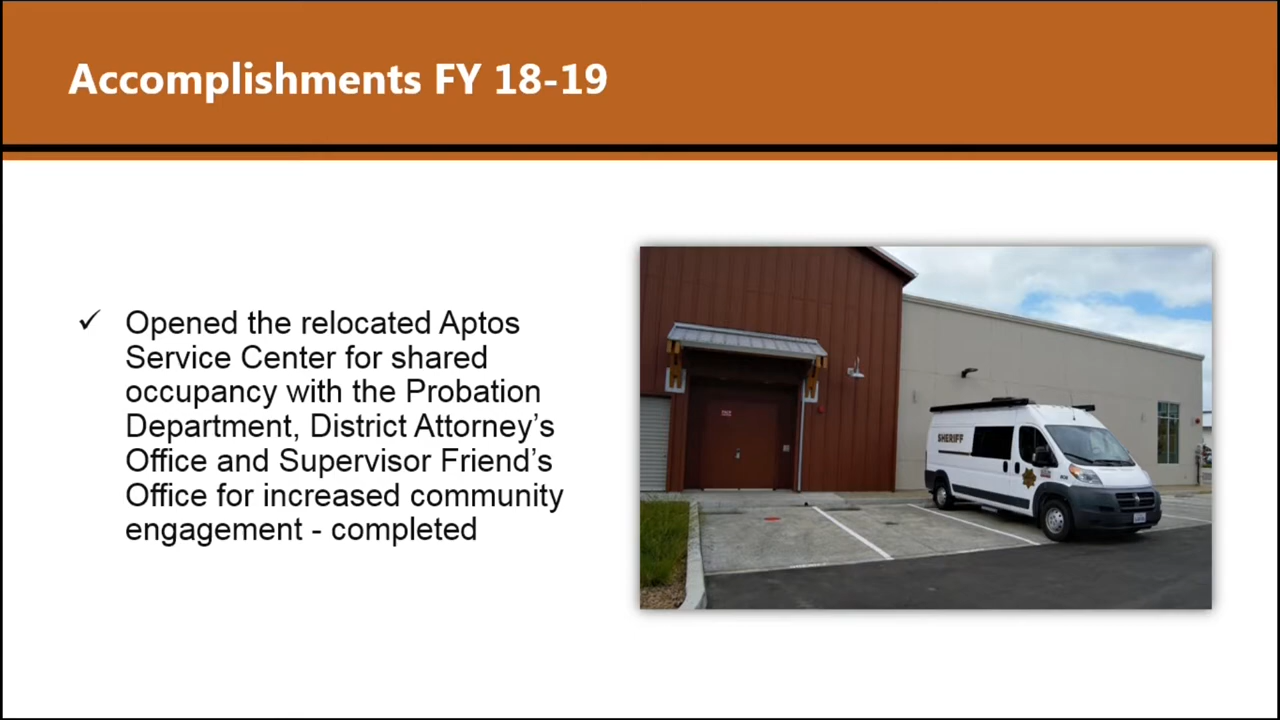 Accomplishments FY 18-19
✓ Opened the relocated Aptos
Service Center for shared
occupancy with the Probation
Department, District Attorney’s
Office and Supervisor Friend’s
Office for increased community
engagement - completed
SHERIFF